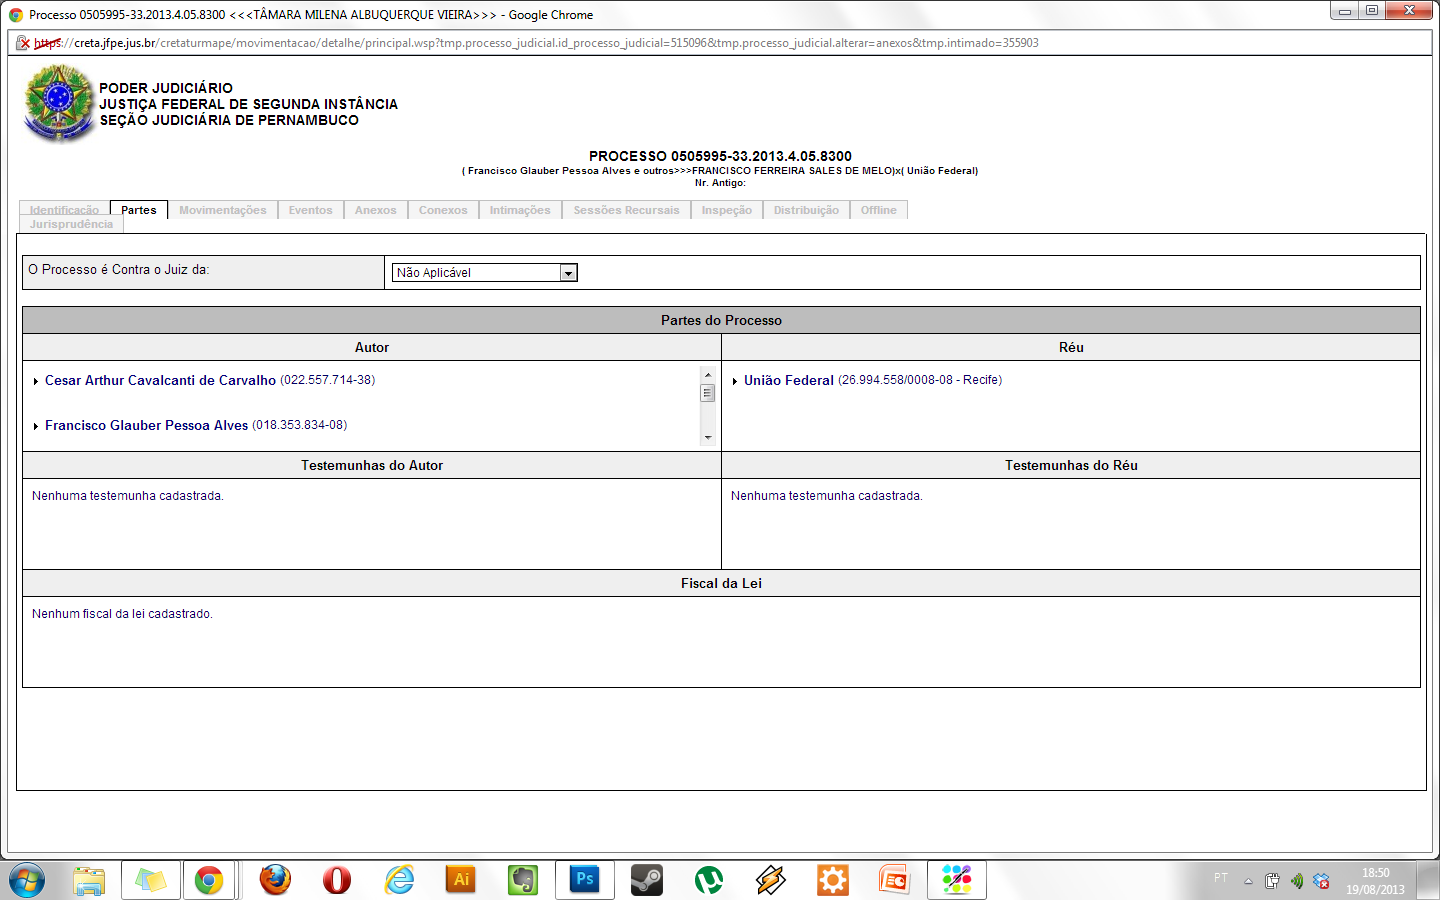 Processo 0505995-33.2013.4.05.8300 <<<TÂMARA MILENA ALBUQUERQUE VIEIRA>>> - Google Chrome
https://creta.jfpe.jus.br/cretaturmape/movimentacao/detalhe/principal.wsp?tmp.processo_judicial.id_processo_judicial=515096&tmp.processo_judicial.alterar=anexos&tmp.intimado=355903
PODER JUDICIÁRIO
JUSTIÇA FEDERAL DE SEGUNDA INSTÂNCIA
SEÇÃO JUDICIÁRIA DE PERNAMBUCO
PROCESSO 0505995-33.2013.4.05.8300
( Francisco Glauber Pessoa Alves e outros>>>FRANCISCO FERREIRA SALES DE MELO)x( União Federal)
Nr. Antigo:
Identificação Partes Movimentações Eventos Anexos Conexos Intimações Sessões Recursais Inspeção Distribuição Offline
Jurisprudência
O Processo é Contra o Juiz da: Não Aplicável
Partes do Processo
Autor Réu
Cesar Arthur Cavalcanti de Carvalho (022.557.714-38) União Federal (26.994.558/0008-08 - Recife)
Francisco Glauber Pessoa Alves (018.353.834-08)
Testemunhas do Autor Testemunhas do Réu
Nenhuma testemunha cadastrada. Nenhuma testemunha cadastrada.
Fiscal da Lei
Nenhum fiscal da lei cadastrado.
Ai Ps PT 18:50
19/08/2013